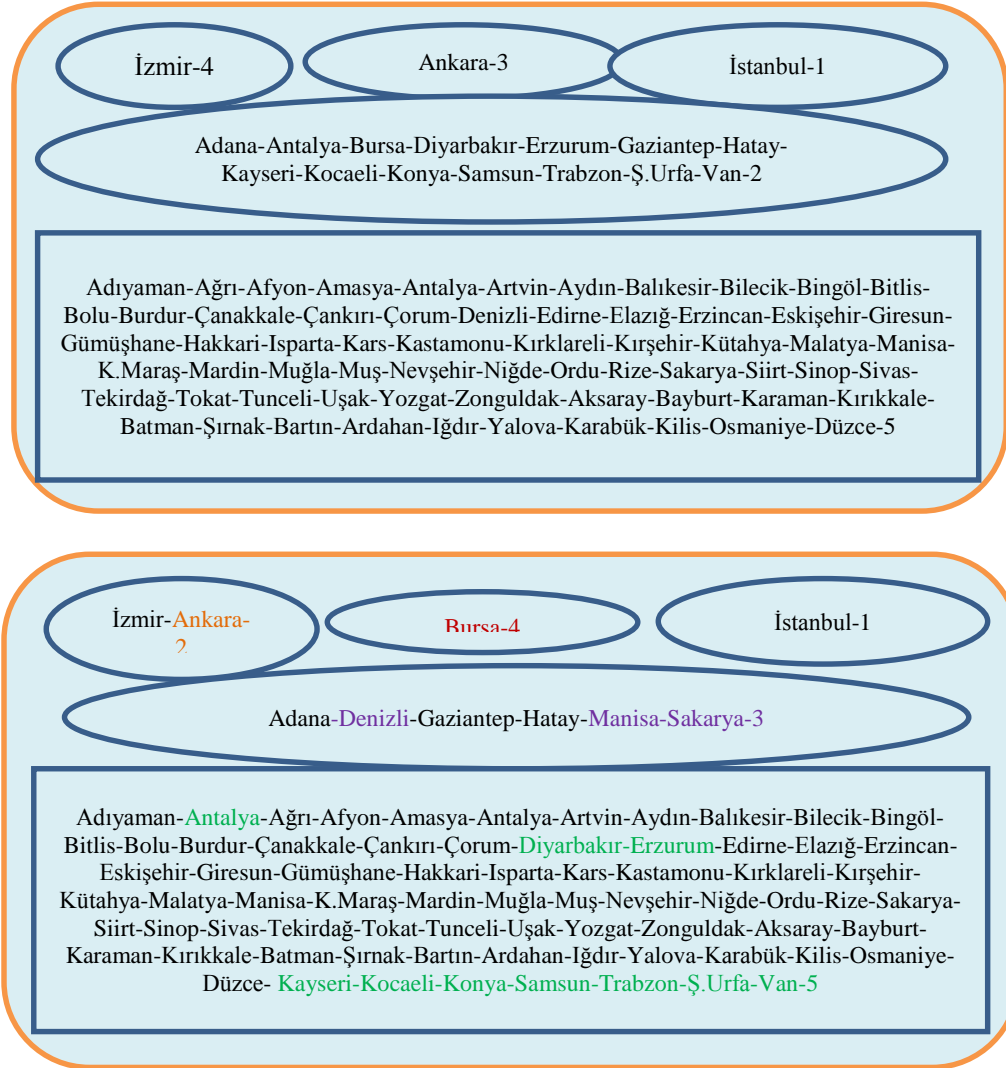 İzmir-4
Ankara-3
İstanbul-1
Adana-Antalya-Bursa-Diyarbakır-Erzurum-Gaziantep-Hatay-
Kayseri-Kocaeli-Konya-Samsun-Trabzon-Ş.Urfa-Van-2
Adıyaman-Ağrı-Afyon-Amasya-Antalya-Artvin-Aydın-Balıkesir-Bilecik-Bingöl-Bitlis-
Bolu-Burdur-Çanakkale-Çankırı-Çorum-Denizli-Edirne-Elazığ-Erzincan-Eskişehir-Giresun-
Gümüşhane-Hakkari-Isparta-Kars-Kastamonu-Kırklareli-Kırşehir-Kütahya-Malatya-Manisa-
K.Maraş-Mardin-Muğla-Muş-Nevşehir-Niğde-Ordu-Rize-Sakarya-Siirt-Sinop-Sivas-
Tekirdağ-Tokat-Tunceli-Uşak-Yozgat-Zonguldak-Aksaray-Bayburt-Karaman-Kırıkkale-
Batman-Şırnak-Bartın-Ardahan-Iğdır-Yalova-Karabük-Kilis-Osmaniye-Düzce-5
İzmir-Ankara-
2
Bursa-4
İstanbul-1
Adana-Denizli-Gaziantep-Hatay-Manisa-Sakarya-3
Adıyaman-Antalya-Ağrı-Afyon-Amasya-Antalya-Artvin-Aydın-Balıkesir-Bilecik-Bingöl-
Bitlis-Bolu-Burdur-Çanakkale-Çankırı-Çorum-Diyarbakır-Erzurum-Edirne-Elazığ-Erzincan-
Eskişehir-Giresun-Gümüşhane-Hakkari-Isparta-Kars-Kastamonu-Kırklareli-Kırşehir-
Kütahya-Malatya-Manisa-K.Maraş-Mardin-Muğla-Muş-Nevşehir-Niğde-Ordu-Rize-Sakarya-
Siirt-Sinop-Sivas-Tekirdağ-Tokat-Tunceli-Uşak-Yozgat-Zonguldak-Aksaray-Bayburt-
Karaman-Kırıkkale-Batman-Şırnak-Bartın-Ardahan-Iğdır-Yalova-Karabük-Kilis-Osmaniye-
Düzce- Kayseri-Kocaeli-Konya-Samsun-Trabzon-Ş.Urfa-Van-5